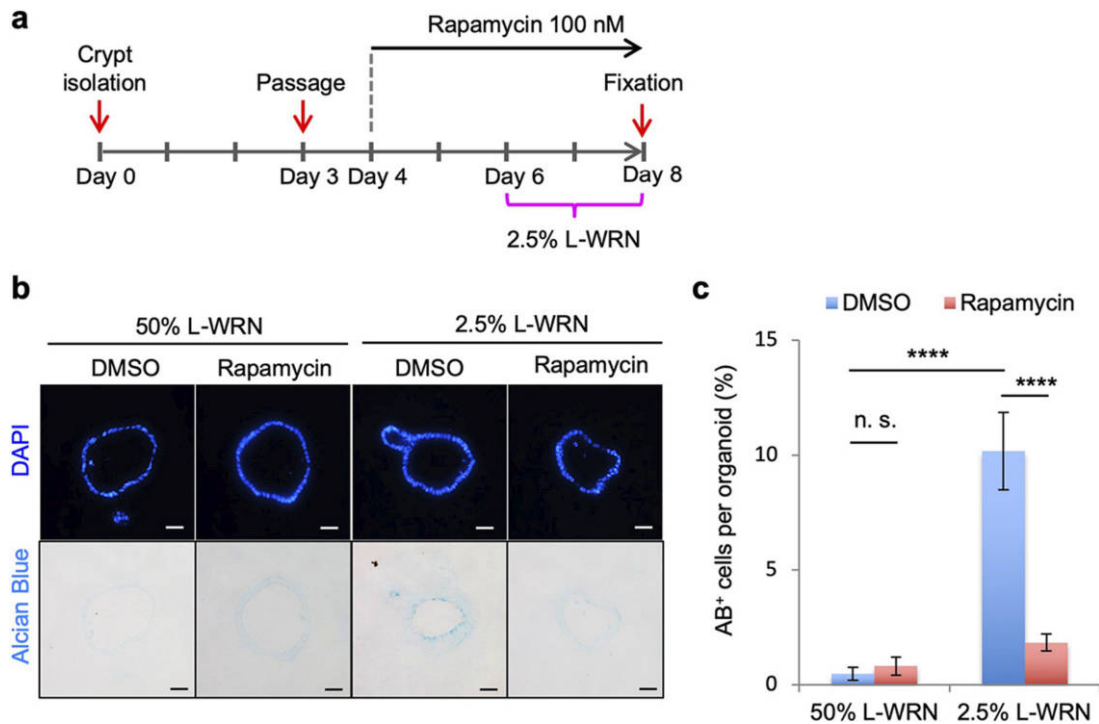 a
Rapamycin 100 nM
Crypt
isolation
Passage
Fixation
Day 0
Day 3
Day 4
Day 6
Day 8
2.5% L-WRN
b
50% L-WRN
2.5% L-WRN
DMSO
Rapamycin
DMSO
Rapamycin
DAPI
Alcian Blue
c
DMSO
Rapamycin
AB⁺ cells per organoid (%)
15
10
5
0
****
****
n. s.
50% L-WRN
2.5% L-WRN